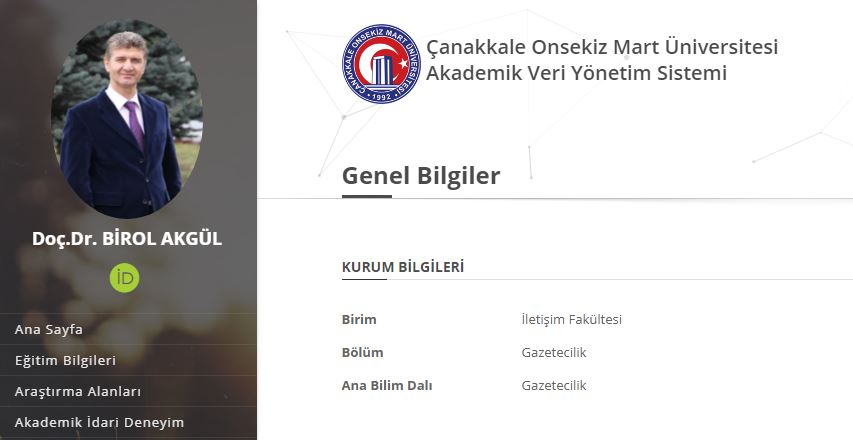 Çanakkale Onsekiz Mart Üniversitesi
Akademik Veri Yönetim Sistemi
ÇANAKKALE ONSEKİZ MART ÜNİVERSİTESİ
• 1992 •
Genel Bilgiler
Doç.Dr. BİROL AKGÜL
iD
Ana Sayfa
Eğitim Bilgileri
Araştırma Alanları
Akademik İdari Deneyim
KURUM BİLGİLERİ
Birim İletişim Fakültesi
Bölüm Gazetecilik
Ana Bilim Dalı Gazetecilik